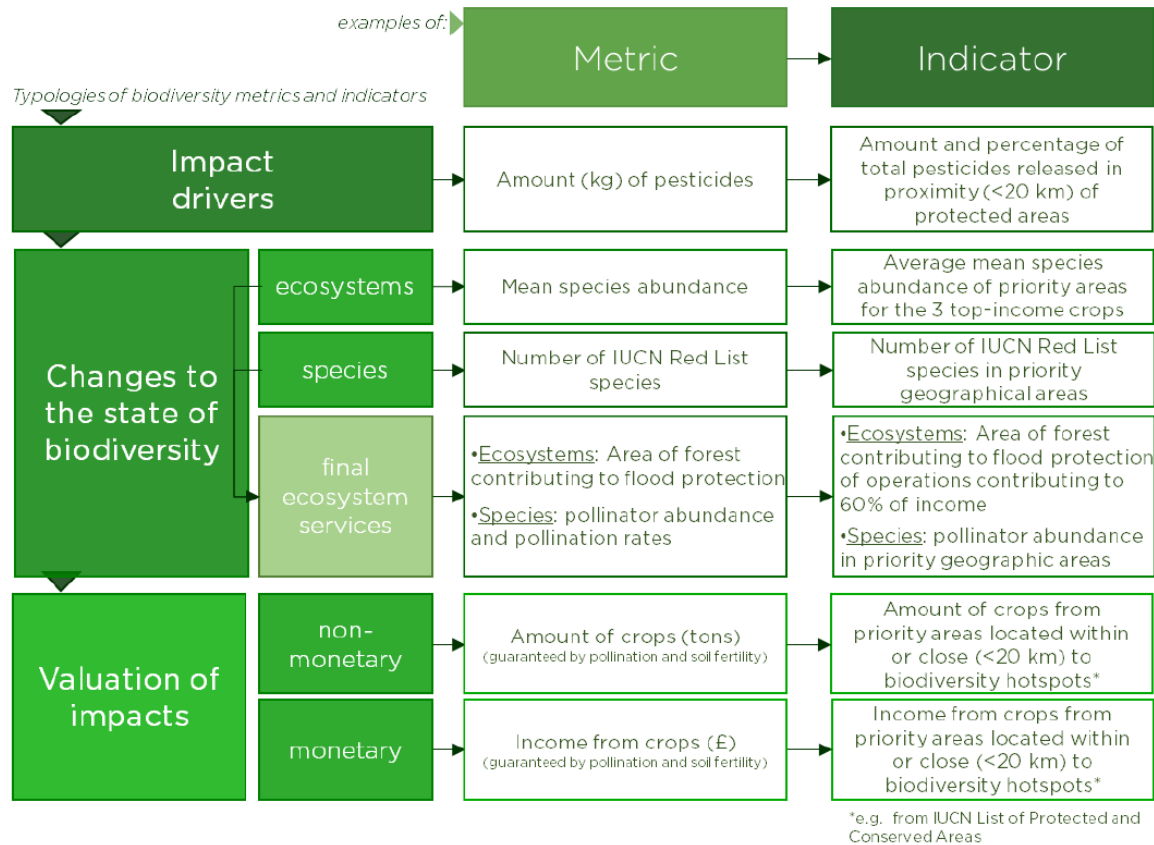 examples of:
Metric
Indicator
Typologies of biodiversity metrics and indicators
Impact
drivers
Amount (kg) of pesticides
Amount and percentage of
total pesticides released in
proximity (<20 km) of
protected areas
Changes to
the state of
biodiversity
ecosystems
Mean species abundance
Average mean species
abundance of priority areas
for the 3 top-income crops
species
Number of IUCN Red List
species
Number of IUCN Red List
species in priority
geographical areas
final
ecosystem
services
•Ecosystems: Area of forest
contributing to flood protection
•Species: pollinator abundance
and pollination rates
•Ecosystems: Area of forest
contributing to flood protection
of operations contributing to
60% of income
•Species: pollinator abundance
in priority geographic areas
Valuation of
impacts
non-
monetary
Amount of crops (tons)
(guaranteed by pollination and soil fertility)
Amount of crops from
priority areas located within
or close (<20 km) to
biodiversity hotspots*
monetary
Income from crops (£)
(guaranteed by pollination and soil fertility)
Income from crops from
priority areas located within
or close (<20 km) to
biodiversity hotspots*
*e.g. from IUCN List of Protected and
Conserved Areas